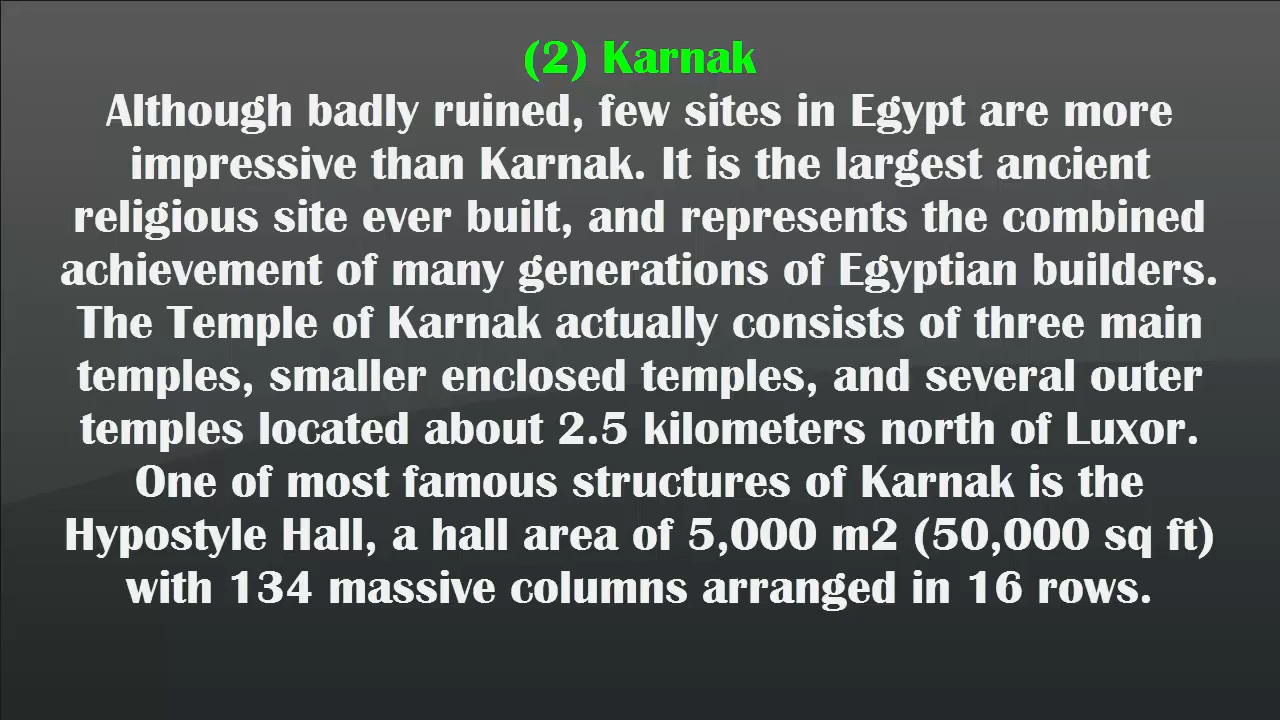 (2) Karnak
Although badly ruined, few sites in Egypt are more
impressive than Karnak. It is the largest ancient
religious site ever built, and represents the combined
achievement of many generations of Egyptian builders.
The Temple of Karnak actually consists of three main
temples, smaller enclosed temples, and several outer
temples located about 2.5 kilometers north of Luxor.
One of most famous structures of Karnak is the
Hypostyle Hall, a hall area of 5,000 m2 (50,000 sq ft)
with 134 massive columns arranged in 16 rows.